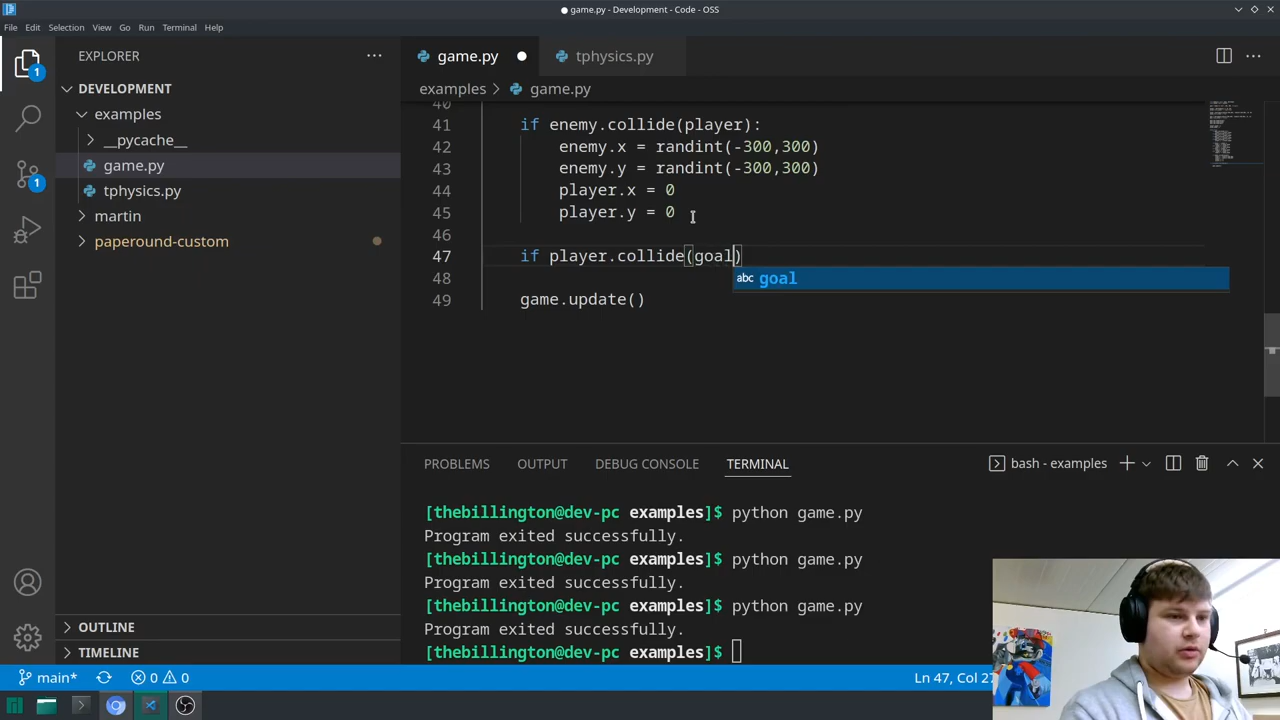 game.py - Development - Code - OSS
File Edit Selection View Go Run Terminal Help
EXPLORER
game.py
tphysics.py
1
DEVELOPMENT
examples
game.py
examples
__pycache__
game.py
tphysics.py
1
martin
paperound-custom
40
41 if enemy.collide(player):
42 enemy.x = randint(-300,300)
43 enemy.y = randint(-300,300)
44 player.x = 0
45 player.y = 0
46
47 if player.collide(goal)
abc goal
48
49 game.update()
PROBLEMS OUTPUT DEBUG CONSOLE TERMINAL
bash - examples
[thebillington@dev-pc examples]$ python game.py
Program exited successfully.
[thebillington@dev-pc examples]$ python game.py
Program exited successfully.
[thebillington@dev-pc examples]$ python game.py
Program exited successfully.
[thebillington@dev-pc examples]$
OUTLINE
TIMELINE
main*
0
0
Ln 47, Col